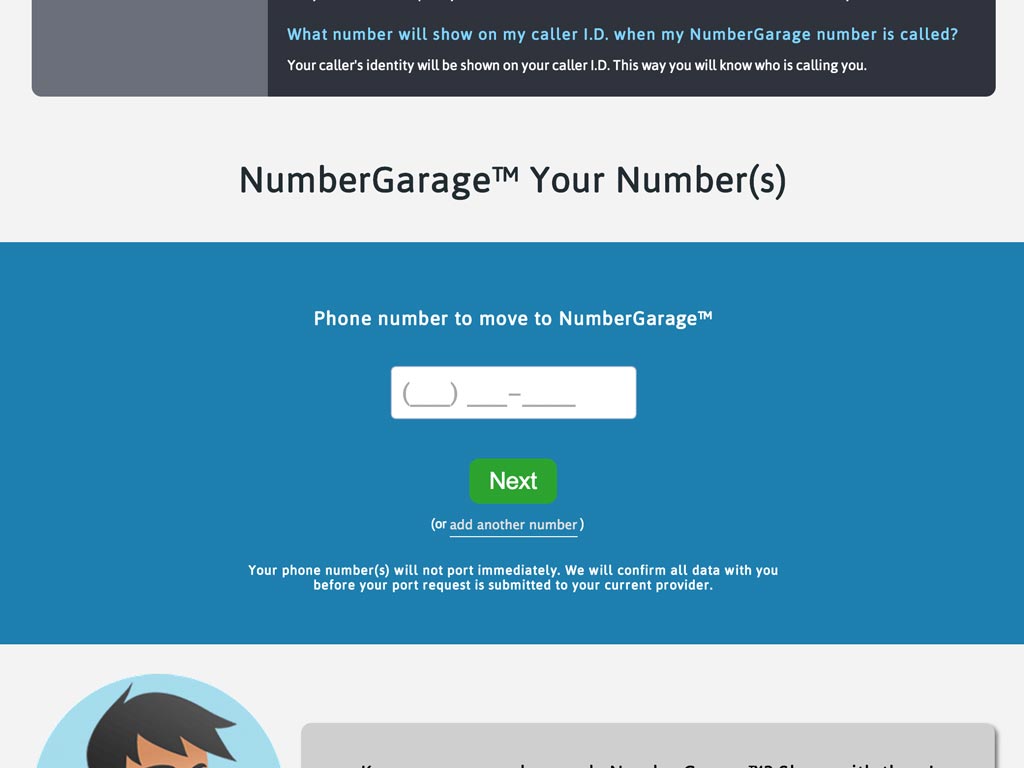 What number will show on my caller I.D. when my NumberGarage number is called?
Your caller's identity will be shown on your caller I.D. This way you will know who is calling you.
NumberGarage™ Your Number(s)
Phone number to move to NumberGarage™
(___) ___-____
Next
(or add another number)
Your phone number(s) will not port immediately. We will confirm all data with you
before your port request is submitted to your current provider.